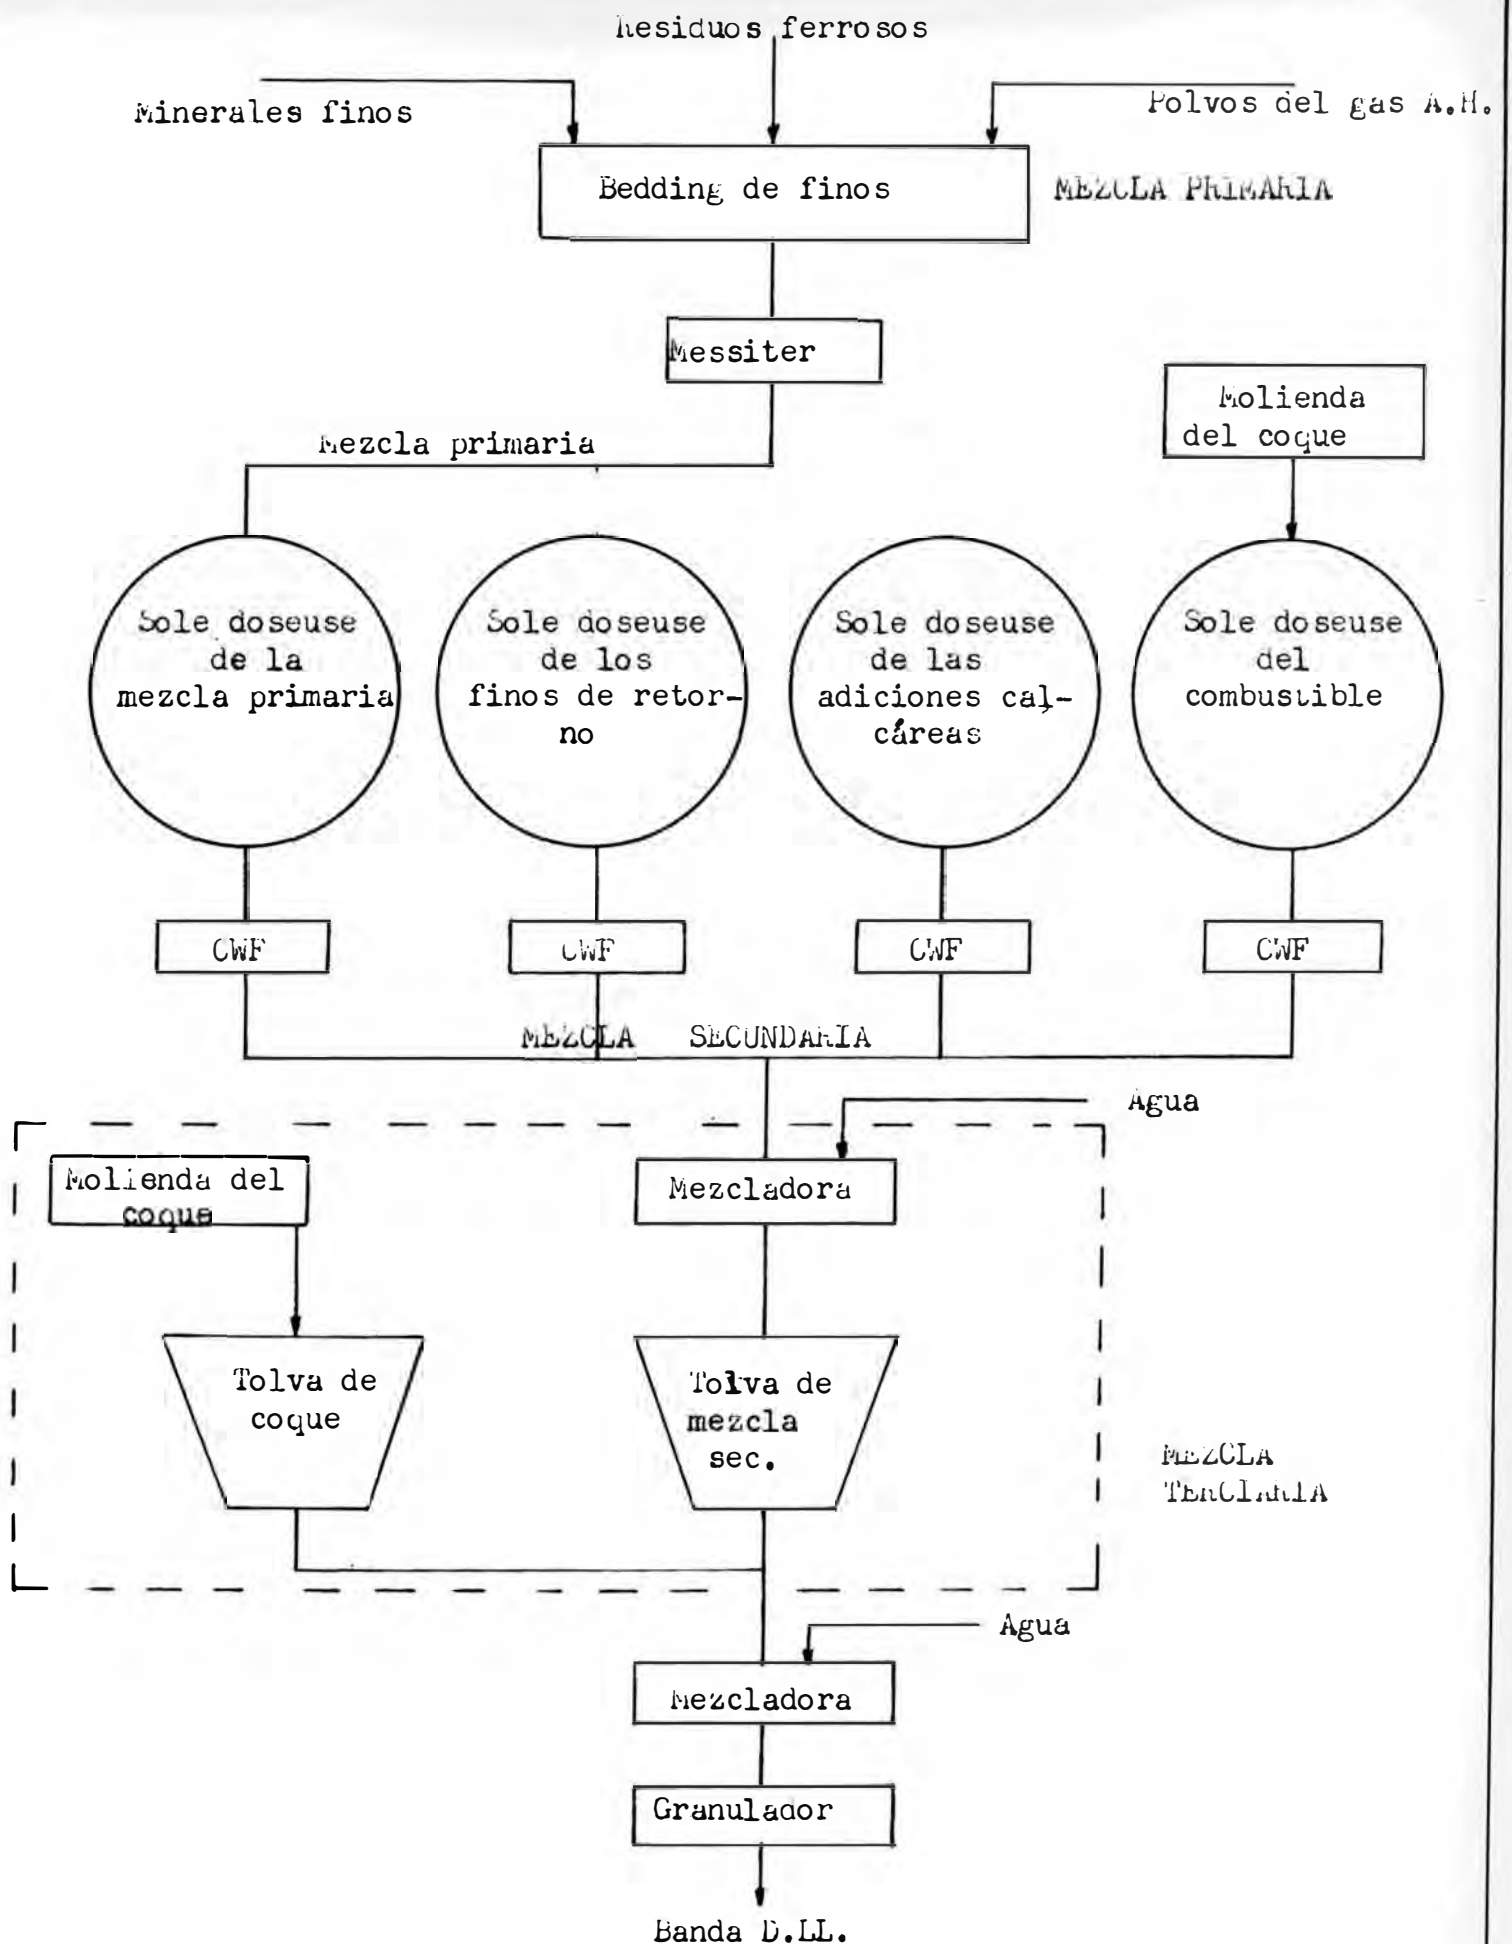 Residuos ferrosos
Minerales finos
Polvos del gas A.H.
Bedding de finos
MEZCLA PRIMARIA
Messiter
Molienda
del coque
Mezcla primaria
Sole doseuse
de la
mezcla primaria
Sole doseuse
de los
finos de retor-
no
Sole doseuse
de las
adiciones cal-
cáreas
Sole doseuse
del
combustible
CWF
CWF
CWF
CWF
MEZCLA SECUNDARIA
Agua
Molienda del
coque
Mezcladora
Tolva de
coque
Tolva de
mezcla
sec.
MEZCLA
TERCIARIA
Agua
Mezcladora
Granulador
Banda D.LL.